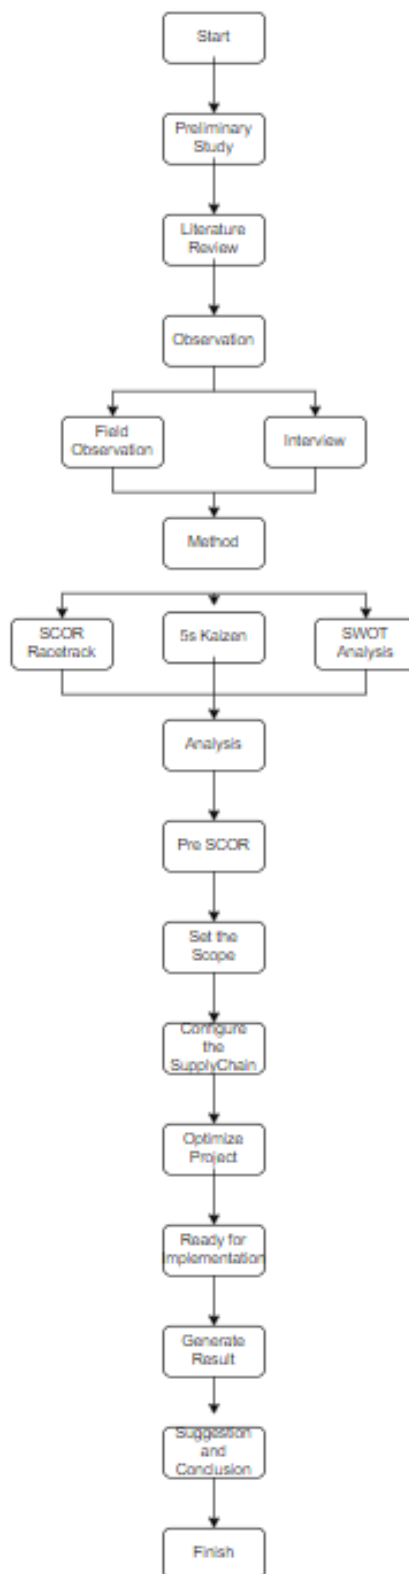 Start
Preliminary
Study
Literature
Review
Observation
Field
Observation
Interview
Method
SCOR
Racetrack
5s Kaizen
SWOT
Analysis
Analysis
Pre SCOR
Set the
Scope
Configure
the
SupplyChain
Optimize
Project
Ready for
Implementation
Generate
Result
Suggestion
and
Conclusion
Finish